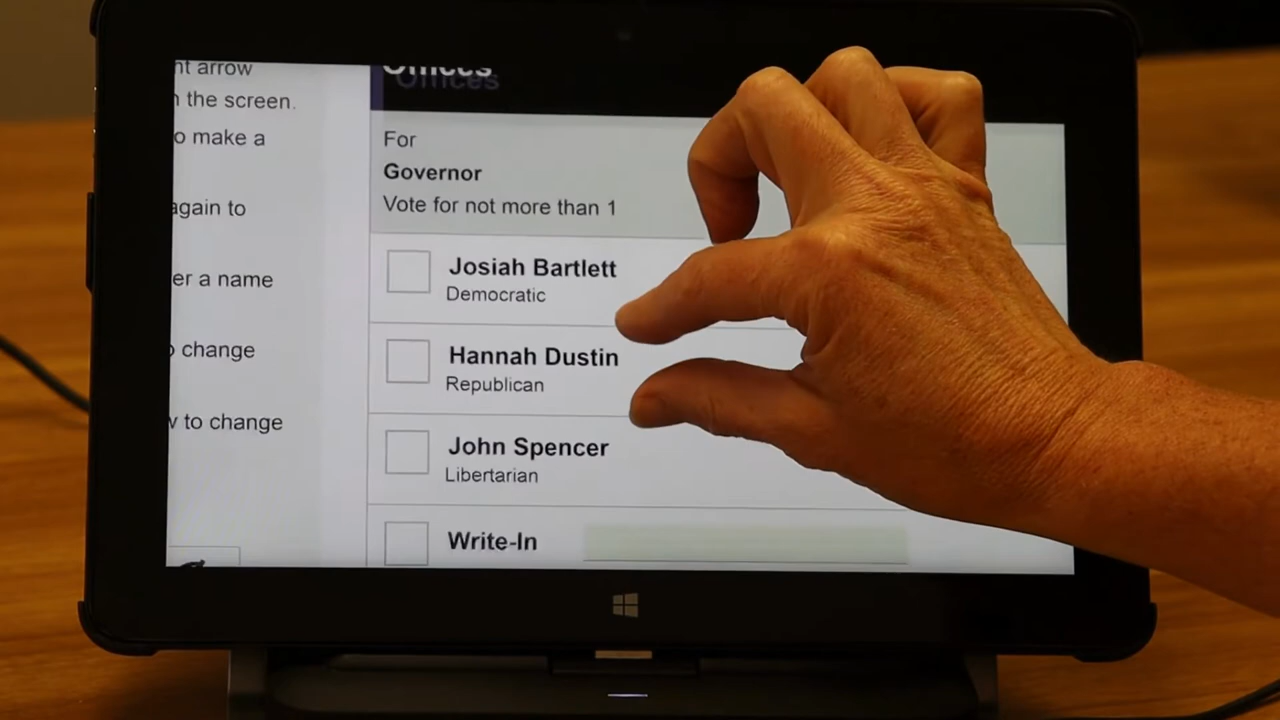 nt arrow
the screen.
o make a
again to
er a name
change
to change
Offices
For
Governor
Vote for not more than 1
Josiah Bartlett
Democratic
Hannah Dustin
Republican
John Spencer
Libertarian
Write-In